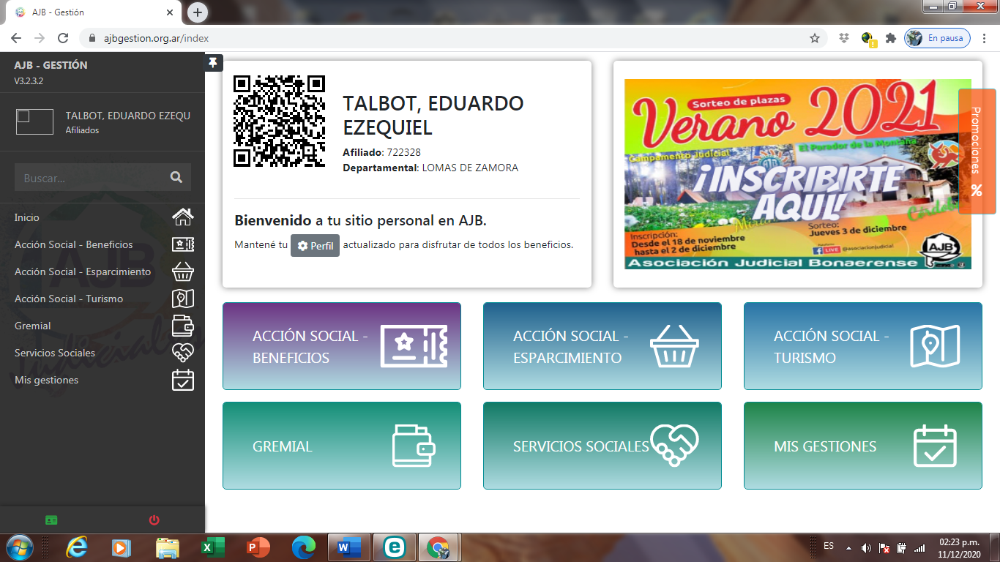 AJB - Gestión
ajbgestion.org.ar/index
En pausa
AJB - GESTIÓN
V3.2.3.2
TALBOT, EDUARDO EZEQU
Afiliados
Buscar...
Inicio
Acción Social - Beneficios
Acción Social - Esparcimiento
Acción Social - Turismo
Gremial
Servicios Sociales
Mis gestiones
AJB
Judiciales
TALBOT, EDUARDO
EZEQUIEL
Afiliado: 722328
Departamental: LOMAS DE ZAMORA
Bienvenido a tu sitio personal en AJB.
Mantené tu Perfil actualizado para disfrutar de todos los beneficios.
Sorteo de plazas
Verano 2021
Campamento Judicial
El Parador de la Montaña
¡INSCRIBIRTE
AQUÍ!
Córdoba
Inscripción:
Desde el 18 de noviembre
hasta el 2 de diciembre
Sorteo:
Jueves 3 de diciembre
LIVE @asociacionjudicial
AJB
Asociación Judicial Bonaerense
Promociones %
ACCIÓN SOCIAL -
BENEFICIOS
ACCIÓN SOCIAL -
ESPARCIMIENTO
ACCIÓN SOCIAL -
TURISMO
GREMIAL
SERVICIOS SOCIALES
MIS GESTIONES
ES
02:23 p.m.
11/12/2020